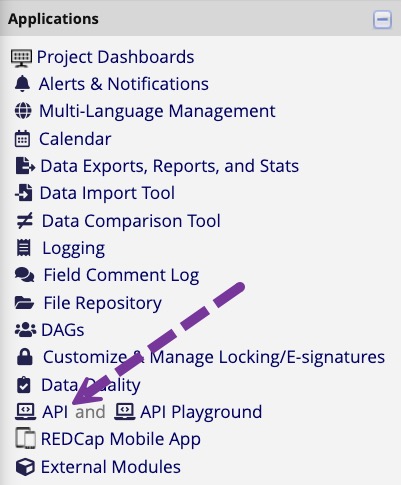 Applications
Project Dashboards
Alerts & Notifications
Multi-Language Management
Calendar
Data Exports, Reports, and Stats
Data Import Tool
Data Comparison Tool
Logging
Field Comment Log
File Repository
DAGs
Customize & Manage Locking/E-signatures
Data Quality
API and API Playground
REDCap Mobile App
External Modules